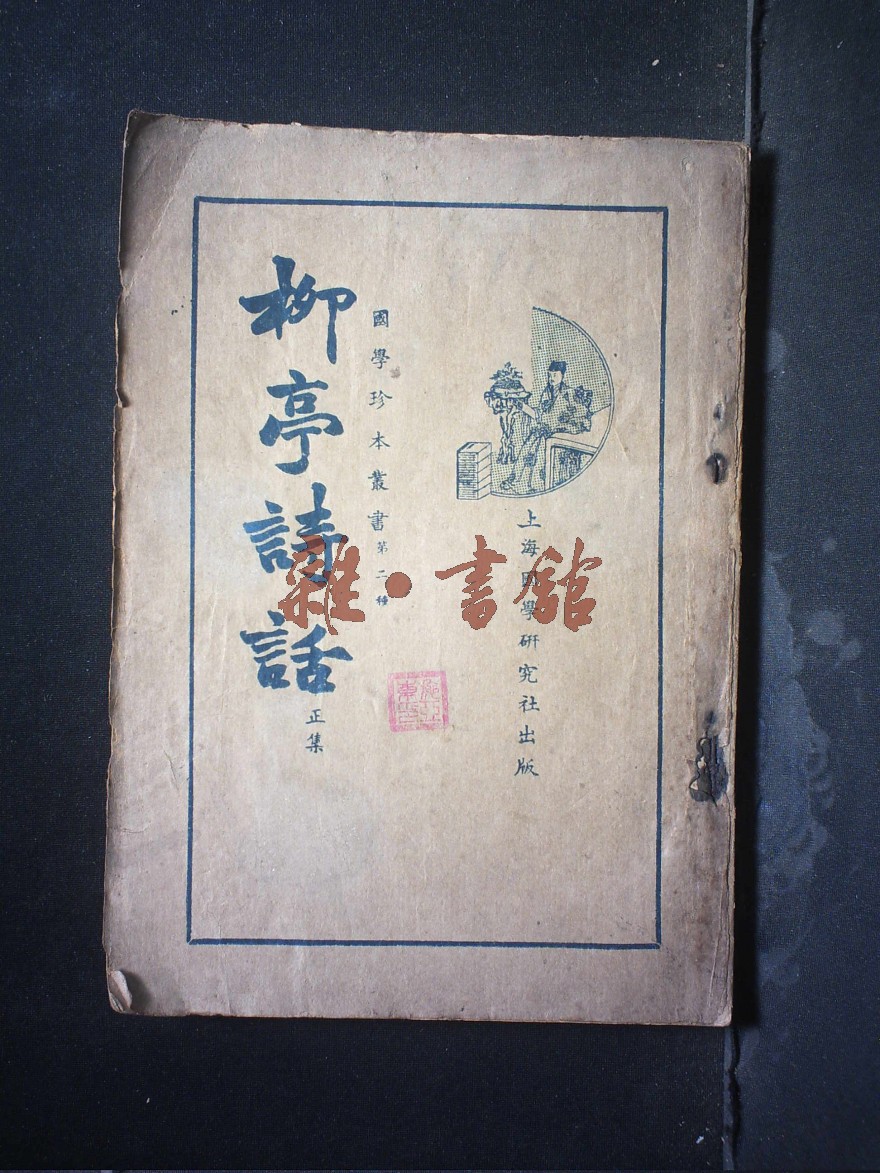 上海國學研究社出版
國學珍本叢書第二種
柳亭詩話正集
雜·書館